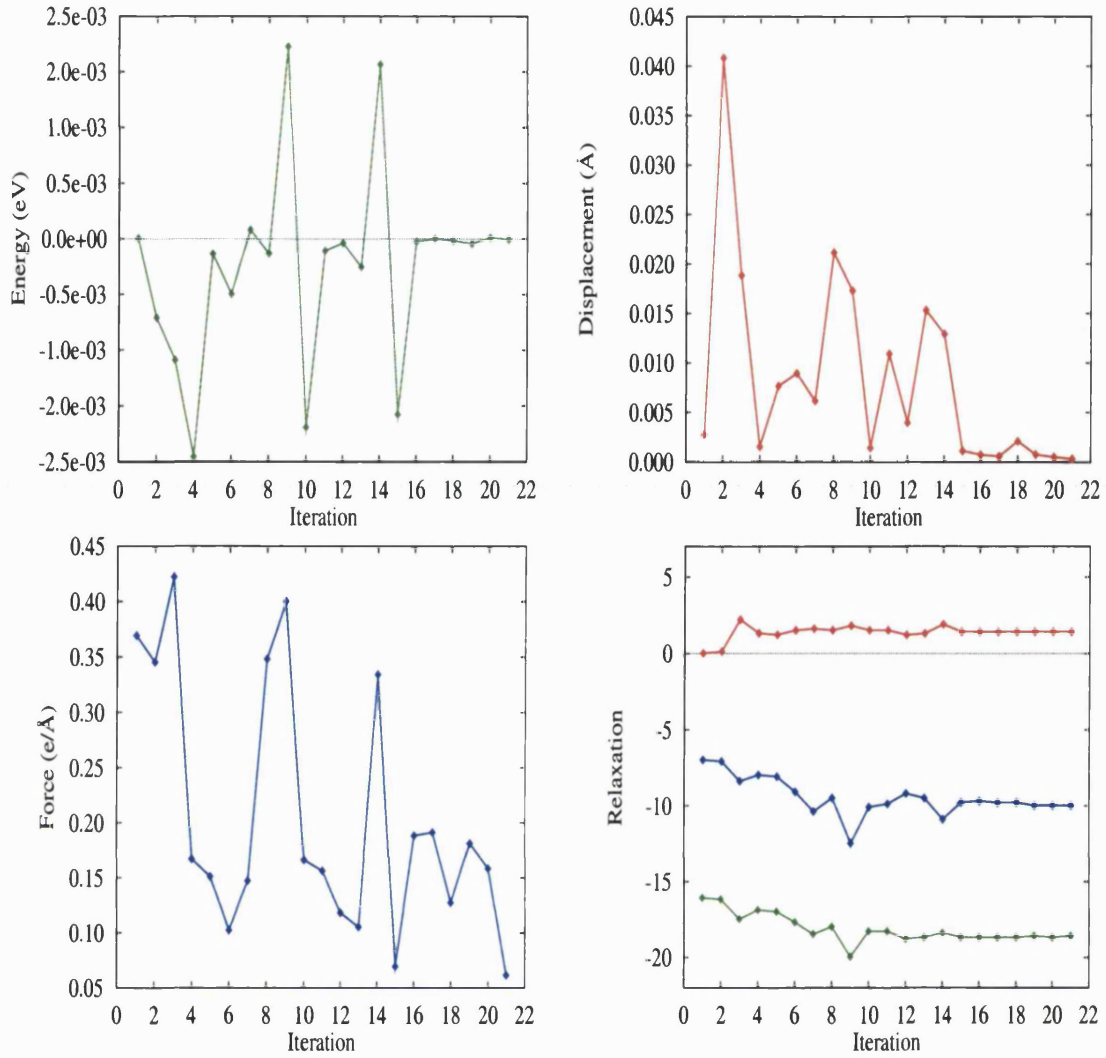 2.5e-03
2.0e-03
1.0e-03
0.5e-03
0.0e+00
-0.5e-03
-1.0e-03
-2.0e-03
-2.5e-03
Energy (eV)
0 2 4 6 8 10 12 14 16 18 20 22
Iteration
0.045
0.040
0.035
0.030
0.025
0.020
0.015
0.010
0.005
0.000
Displacement (Å)
0 2 4 6 8 10 12 14 16 18 20 22
Iteration
0.45
0.40
0.35
0.30
0.25
0.20
0.15
0.10
0.05
Force (e/Å)
0 2 4 6 8 10 12 14 16 18 20 22
Iteration
5
0
-5
-10
-15
-20
Relaxation
0 2 4 6 8 10 12 14 16 18 20 22
Iteration